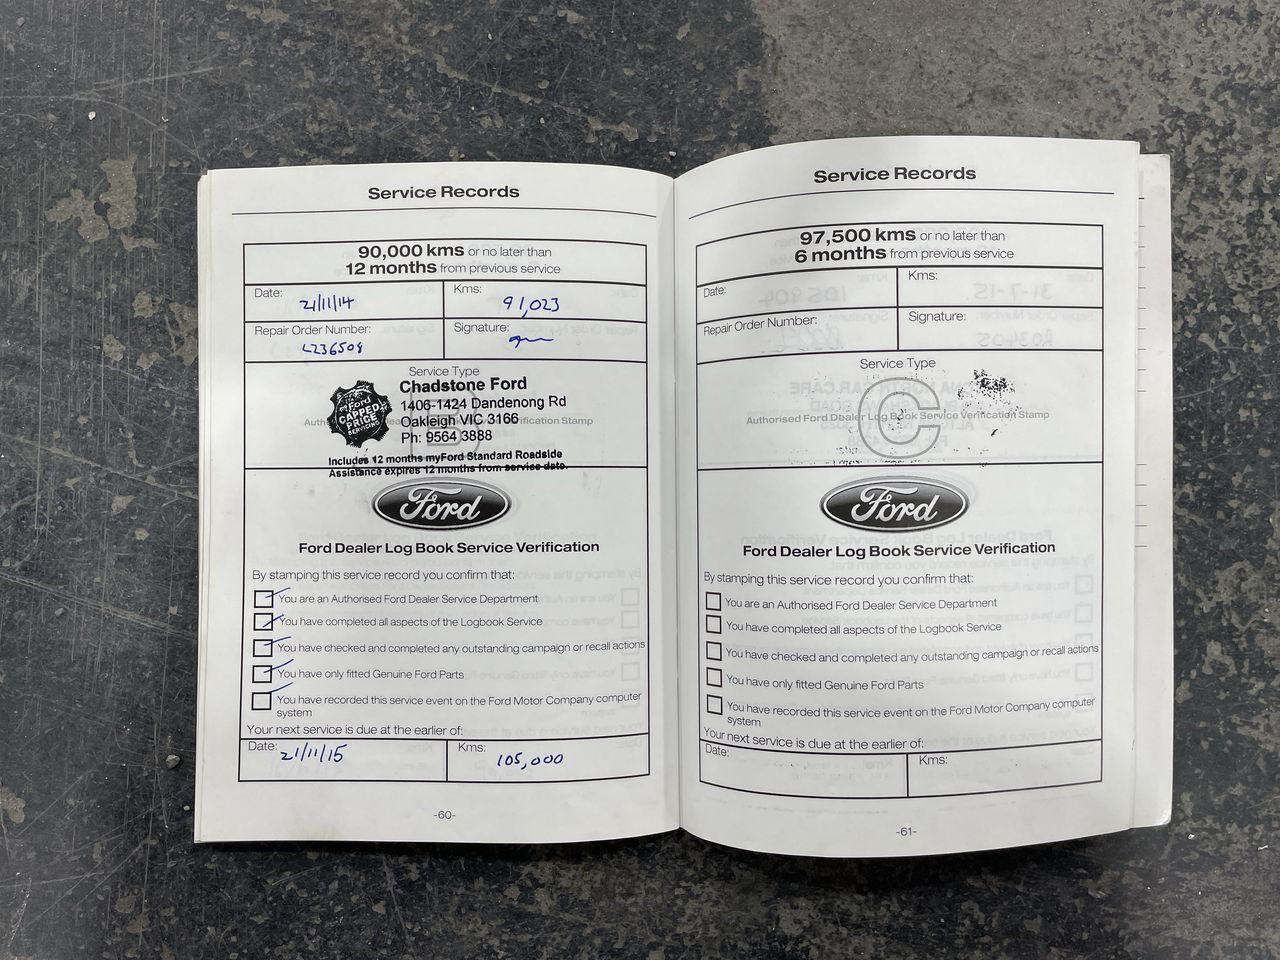 Service Records
90,000 kms or no later than
12 months from previous service
Date: 21/11/14
Kms: 91,023
Repair Order Number:
Signature:
Service Type
myFord
CAPPED
PRICE
SERVICING
Chadstone Ford
1406-1424 Dandenong Rd
Oakleigh VIC 3166
Ph: 9564 3888
B
Includes 12 months myFord Standard Roadside
Assistance expires 12 months from service date.
Ford
Ford Dealer Log Book Service Verification
By stamping this service record you confirm that:
You are an Authorised Ford Dealer Service Department
You have completed all aspects of the Logbook Service
You have checked and completed any outstanding campaign or recall actions
You have only fitted Genuine Ford Parts
You have recorded this service event on the Ford Motor Company computer
system
Your next service is due at the earlier of:
Date: 21/11/15
Kms: 105,000
-60-
Service Records
97,500 kms or no later than
6 months from previous service
Date:
Kms:
Repair Order Number:
Signature:
Service Type
C
Authorised Ford Dealer Log Book Service Verification Stamp
Ford
Ford Dealer Log Book Service Verification
By stamping this service record you confirm that:
You are an Authorised Ford Dealer Service Department
You have completed all aspects of the Logbook Service
You have checked and completed any outstanding campaign or recall actions
You have only fitted Genuine Ford Parts
You have recorded this service event on the Ford Motor Company computer
system
Your next service is due at the earlier of:
Date:
Kms:
-61-